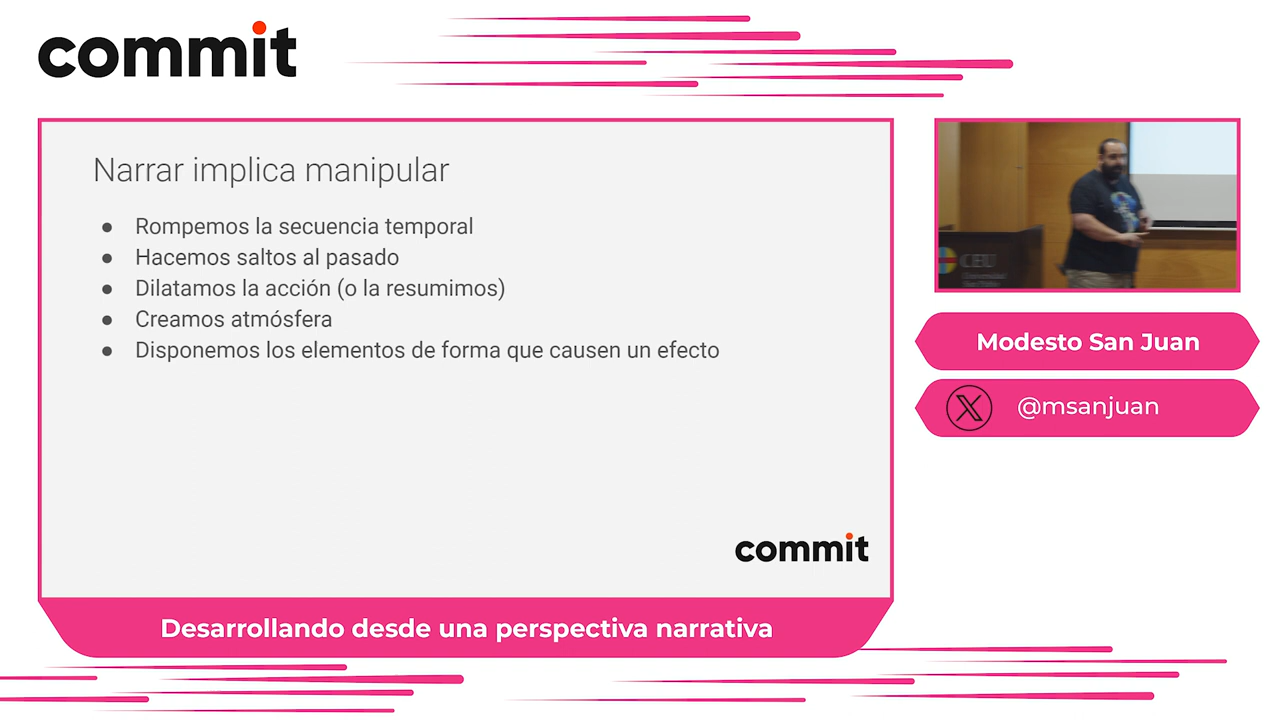 commit
Narrar implica manipular
● Rompemos la secuencia temporal
● Hacemos saltos al pasado
● Dilatamos la acción (o la resumimos)
● Creamos atmósfera
● Disponemos los elementos de forma que causen un efecto
commit
Desarrollando desde una perspectiva narrativa
CEU
Modesto San Juan
@msanjuan